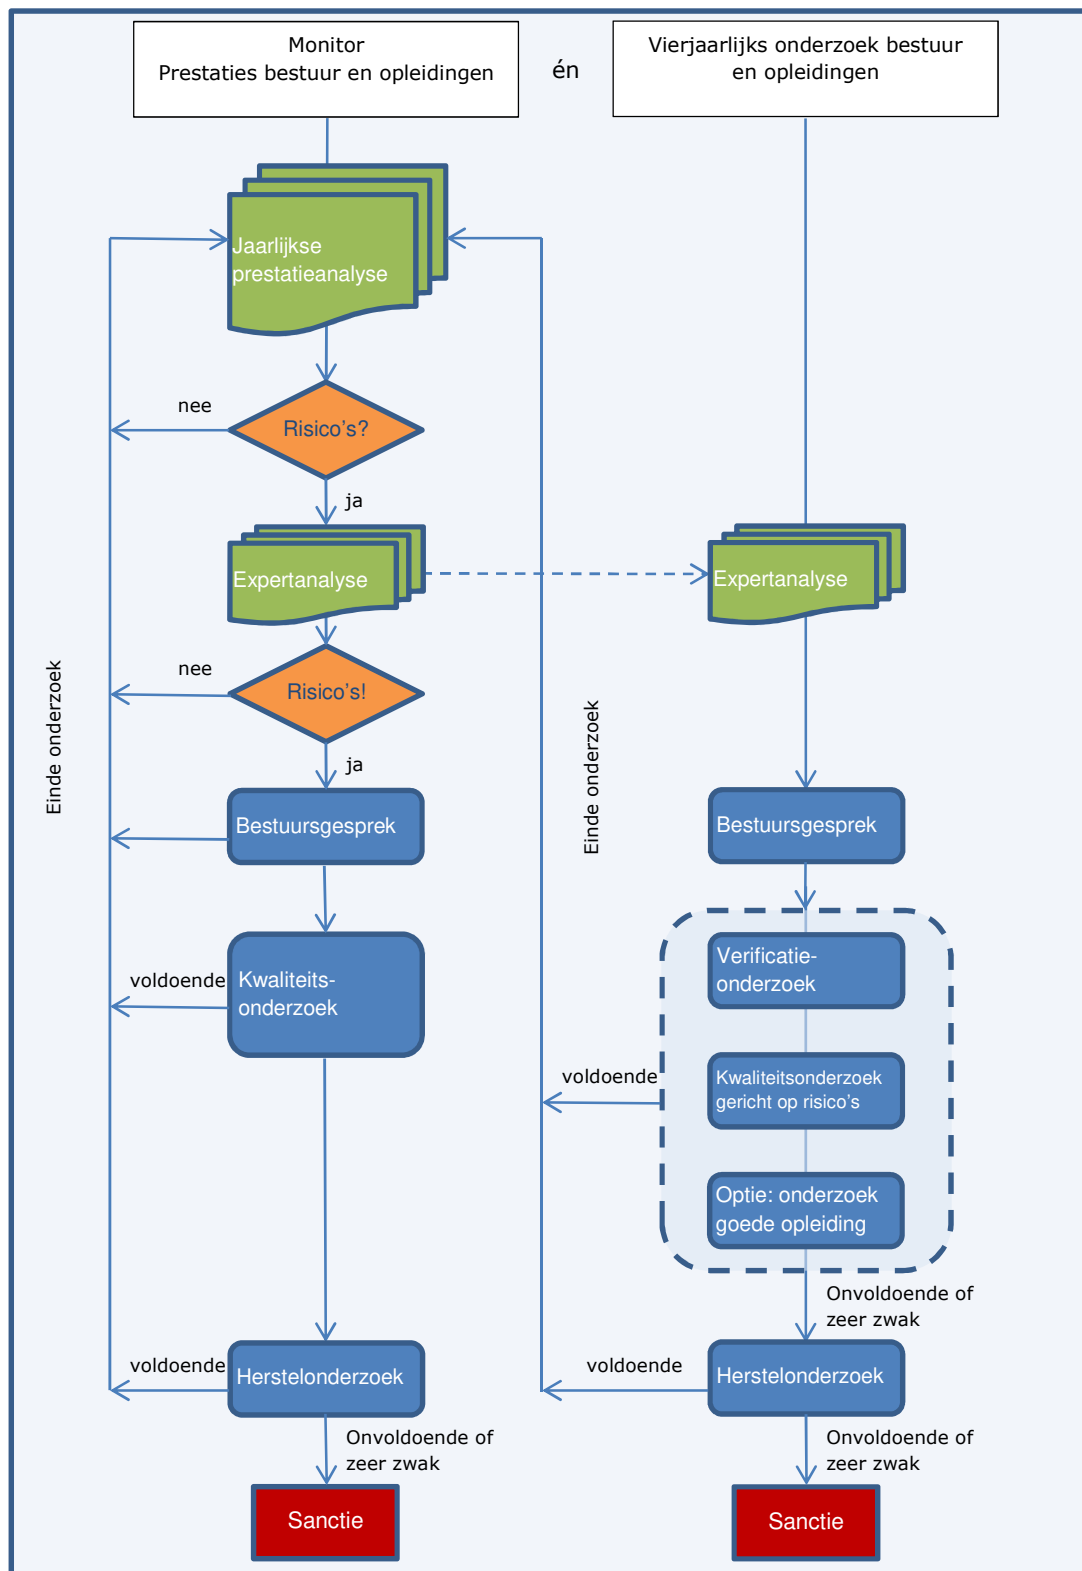 Monitor
Prestaties bestuur en opleidingen
én
Vierjaarlijks onderzoek bestuur
en opleidingen
Jaarlijkse
prestatieanalyse
nee
Risico's?
ja
Expertanalyse
Expertanalyse
nee
Risico's!
ja
Einde onderzoek
Einde onderzoek
Bestuursgesprek
Bestuursgesprek
voldoende
Kwaliteits-
onderzoek
Verificatie-
onderzoek
voldoende
Kwaliteitsonderzoek
gericht op risico's
Optie: onderzoek
goede opleiding
Onvoldoende of
zeer zwak
voldoende
Herstelonderzoek
voldoende
Herstelonderzoek
Onvoldoende of
zeer zwak
Onvoldoende of
zeer zwak
Sanctie
Sanctie